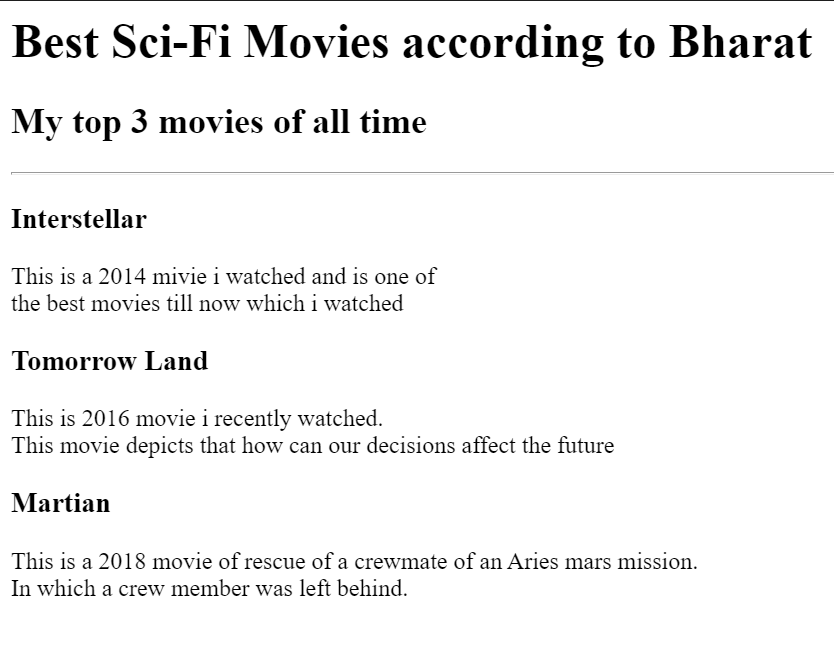 Best Sci-Fi Movies according to Bharat
My top 3 movies of all time
Interstellar
This is a 2014 mivie i watched and is one of
the best movies till now which i watched
Tomorrow Land
This is 2016 movie i recently watched.
This movie depicts that how can our decisions affect the future
Martian
This is a 2018 movie of rescue of a crewmate of an Aries mars mission.
In which a crew member was left behind.